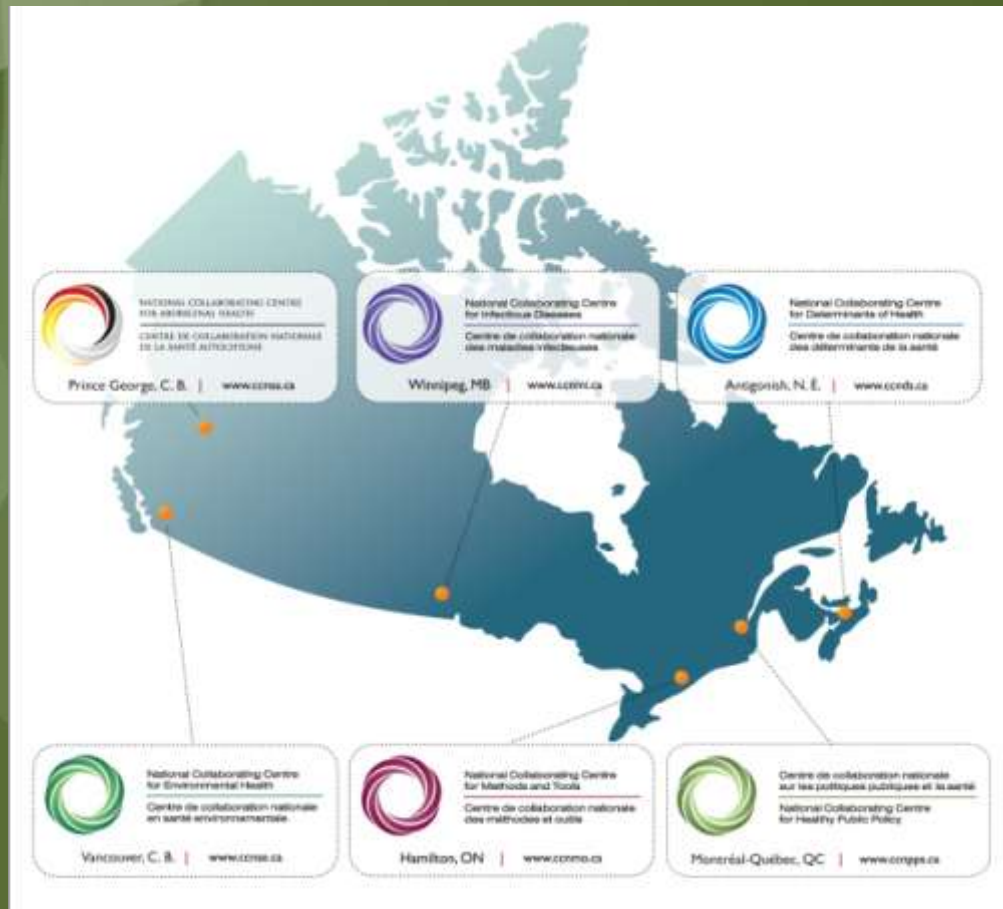 NATIONAL COLLABORATING CENTRE
FOR ABORIGINAL HEALTH
CENTRE DE COLLABORATION NATIONALE
DE LA SANTÉ AUTOCHTONE
Prince George, C. B. | www.ccnsa.ca
National Collaborating Centre
for Infectious Diseases
Centre de collaboration nationale
des maladies infectieuses
Winnipeg, MB | www.ccnmi.ca
National Collaborating Centre
for Determinants of Health
Centre de collaboration nationale
des déterminants de la santé
Antigonish, N. É. | www.ccnds.ca
National Collaborating Centre
for Environmental Health
Centre de collaboration nationale
en santé environnementale
Vancouver, C. B. | www.ccnse.ca
National Collaborating Centre
for Methods and Tools
Centre de collaboration nationale
des méthodes et outils
Hamilton, ON | www.ccnmo.ca
Centre de collaboration nationale
sur les politiques publiques et la santé
National Collaborating Centre
for Healthy Public Policy
Montréal-Québec, QC | www.ccnpps.ca